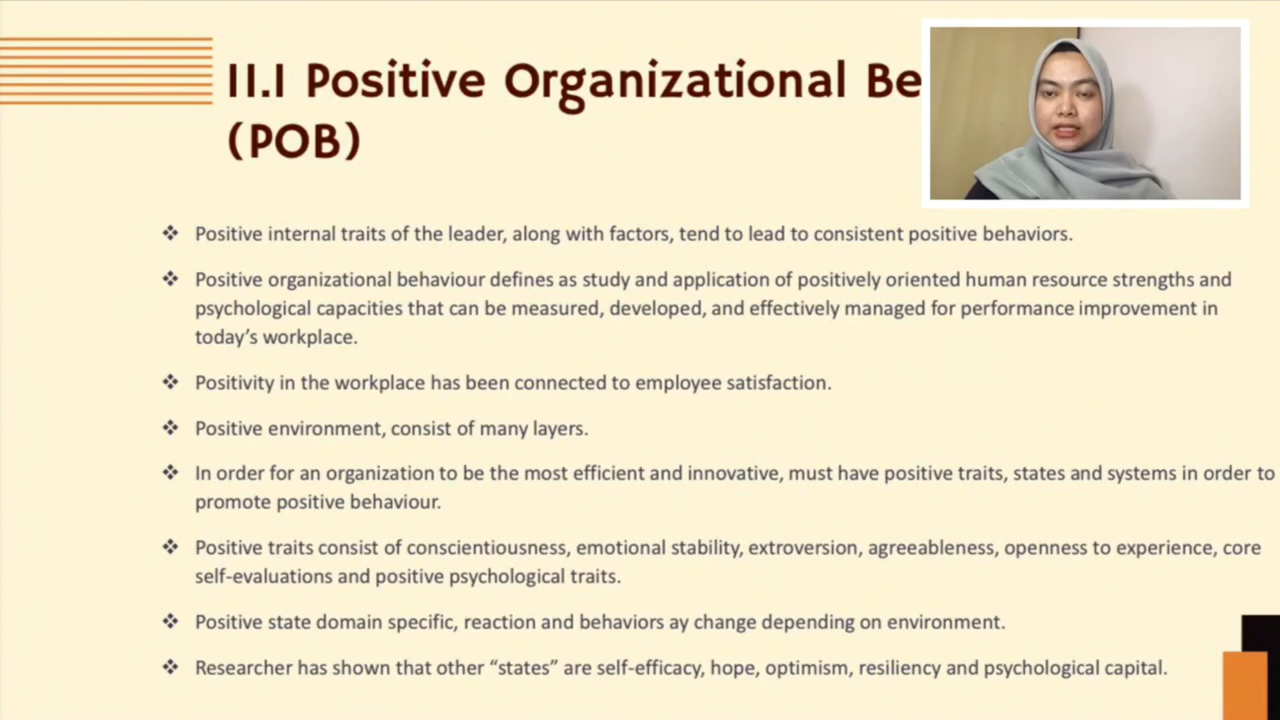 11.1 Positive Organizational Be
(POB)
❖ Positive internal traits of the leader, along with factors, tend to lead to consistent positive behaviors.
❖ Positive organizational behaviour defines as study and application of positively oriented human resource strengths and
psychological capacities that can be measured, developed, and effectively managed for performance improvement in
today’s workplace.
❖ Positivity in the workplace has been connected to employee satisfaction.
❖ Positive environment, consist of many layers.
❖ In order for an organization to be the most efficient and innovative, must have positive traits, states and systems in order to
promote positive behaviour.
❖ Positive traits consist of conscientiousness, emotional stability, extroversion, agreeableness, openness to experience, core
self-evaluations and positive psychological traits.
❖ Positive state domain specific, reaction and behaviors ay change depending on environment.
❖ Researcher has shown that other “states” are self-efficacy, hope, optimism, resiliency and psychological capital.